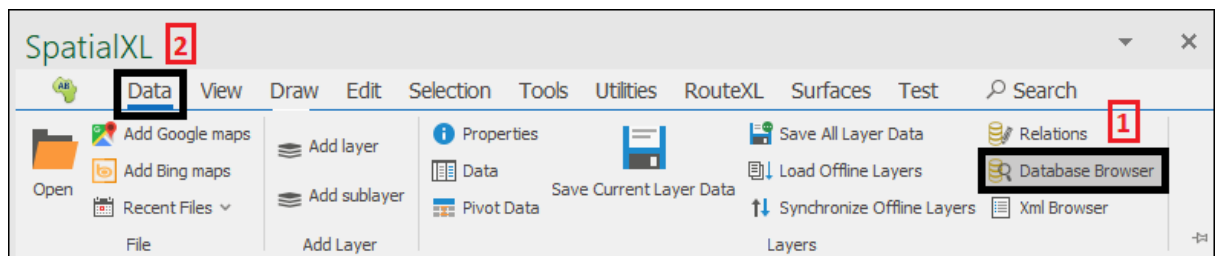 SpatialXL 2
AB Data View Draw Edit Selection Tools Utilities RouteXL Surfaces Test Search
Open
Add Google maps
Add Bing maps
Recent Files
File
Add layer
Add sublayer
Add Layer
Properties
Data
Pivot Data
Save Current Layer Data
Save All Layer Data
Load Offline Layers
Synchronize Offline Layers
Relations 1
Database Browser
Xml Browser
Layers